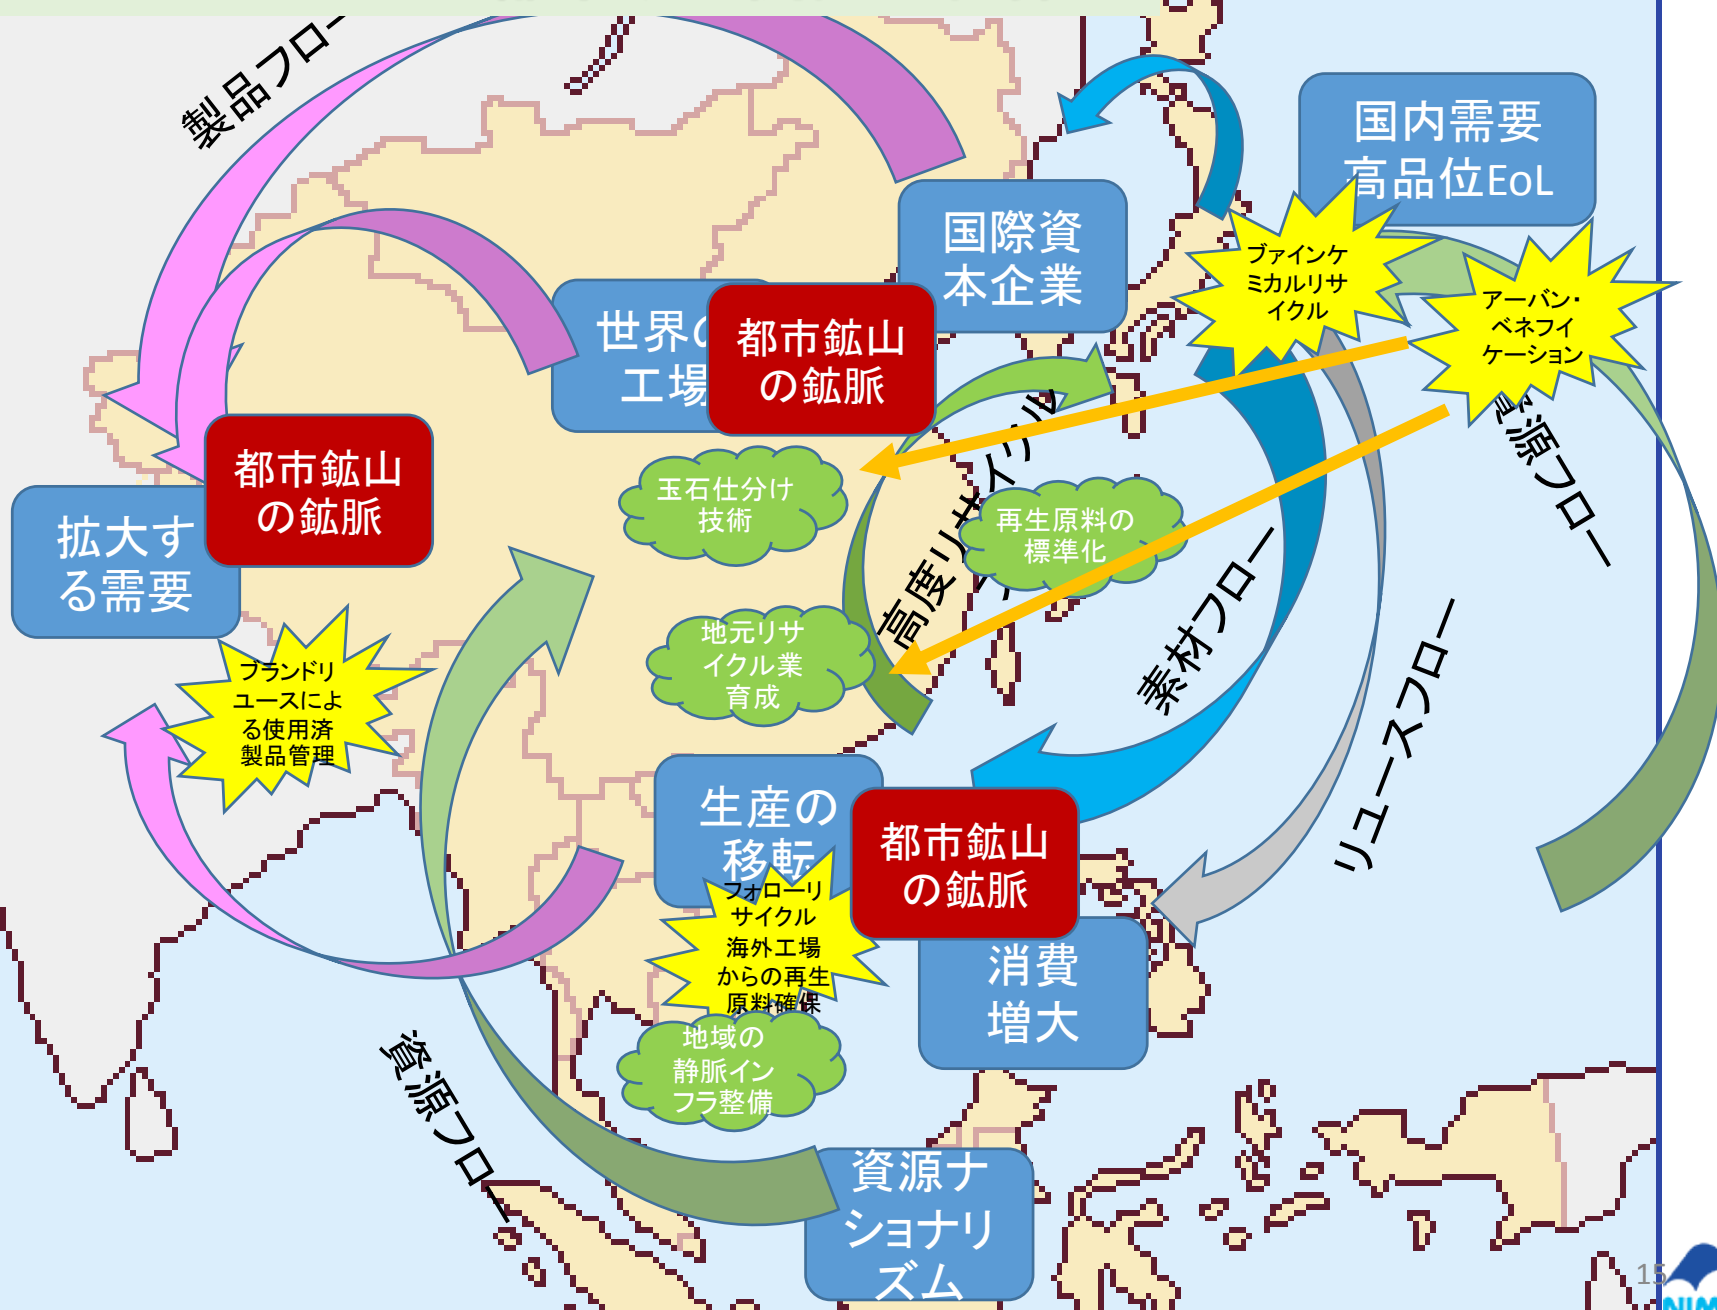 製品フロー
国内需要
高品位EoL
国際資
本企業
ブァインケ
ミカルリサ
イクル
アーバン・
ベネフイ
ケーション
世界の
工場
都市鉱山
の鉱脈
都市鉱山
の鉱脈
拡大す
る需要
玉石仕分け
技術
再生原料の
標準化
高度リサイクル
資源フロー
素材フロー
リユースフロー
地元リサ
イクル業
育成
ブランドリ
ユースによ
る使用済
製品管理
生産の
移転
都市鉱山
の鉱脈
フォローリ
サイクル
海外工場
からの再生
原料確保
消費
増大
地域の
静脈イン
フラ整備
資源フロー
資源ナ
ショナリ
ズム
15
NIM